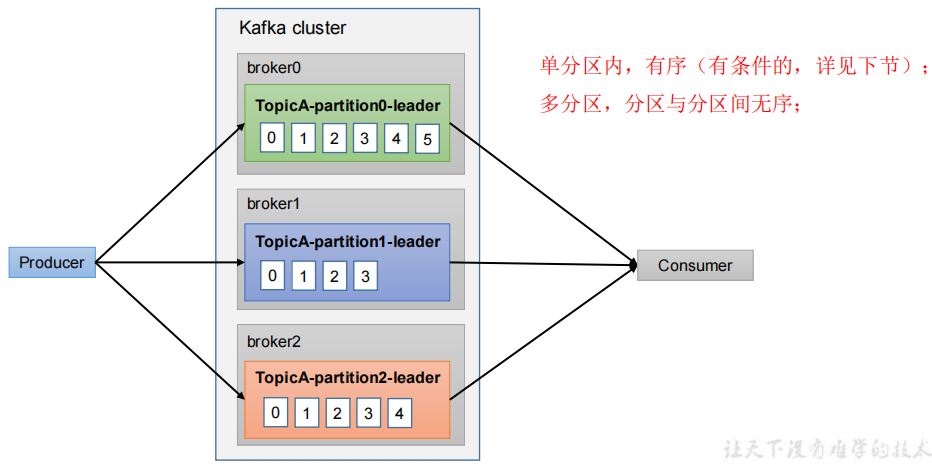 Kafka cluster
broker0
TopicA-partition0-leader
0 1 2 3 4 5
broker1
TopicA-partition1-leader
0 1 2 3
broker2
TopicA-partition2-leader
0 1 2 3 4
Producer
Consumer
单分区内，有序（有条件的，详见下节）；
多分区，分区与分区间无序；
让天下没有难学的技术